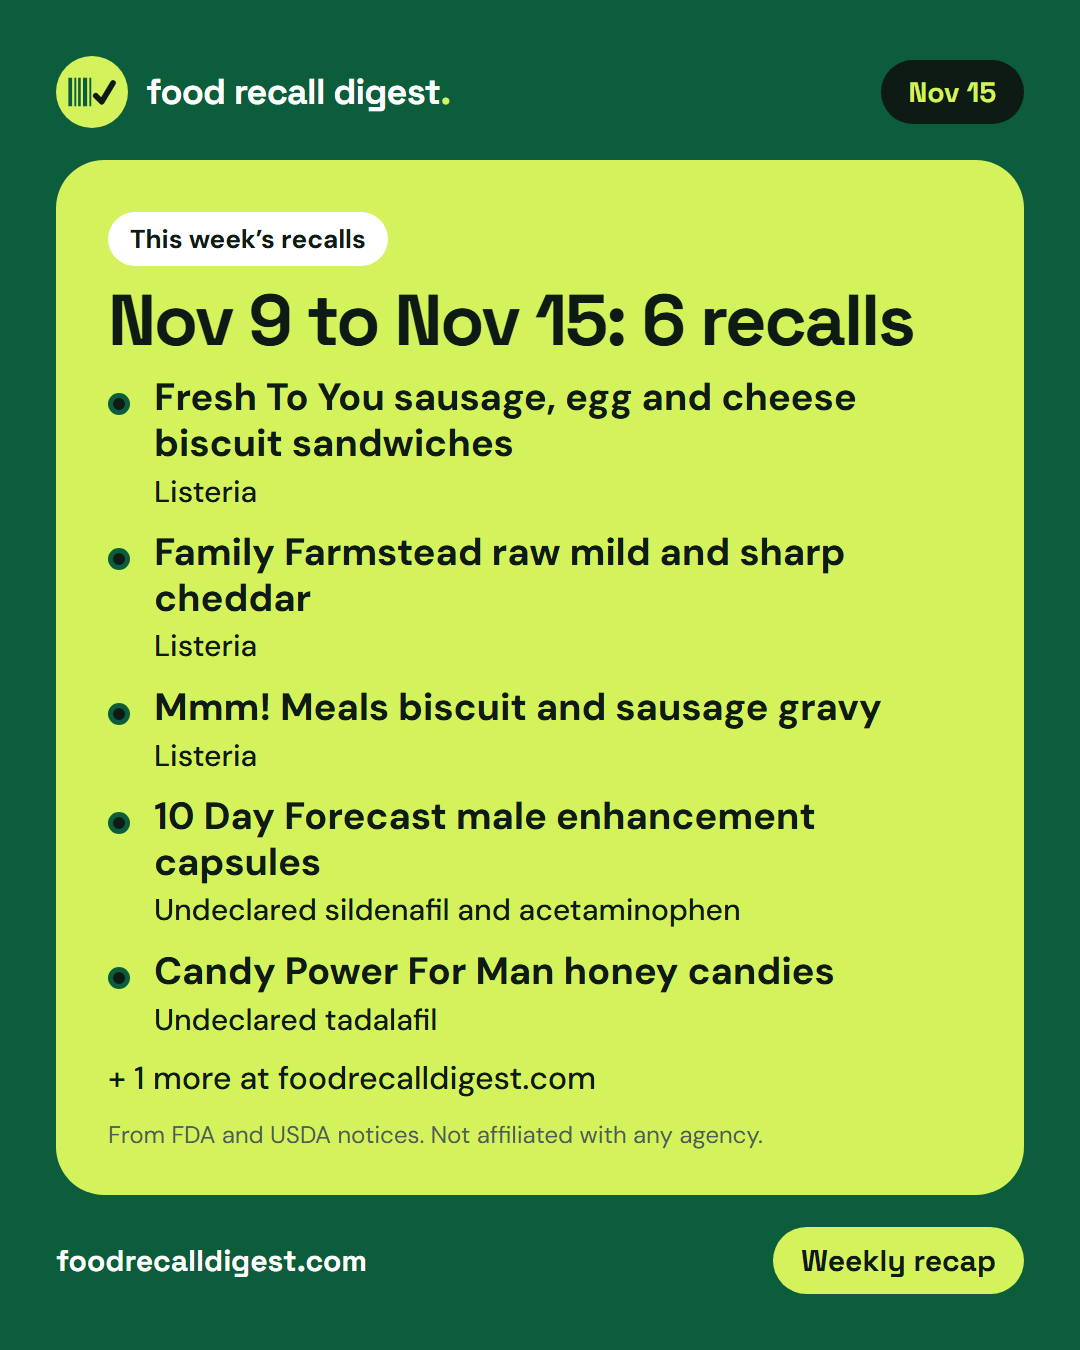 food recall digest.
Nov 15
This week’s recalls
Nov 9 to Nov 15: 6 recalls
Fresh To You sausage, egg and cheese
biscuit sandwiches
Listeria
Family Farmstead raw mild and sharp
cheddar
Listeria
Mmm! Meals biscuit and sausage gravy
Listeria
10 Day Forecast male enhancement
capsules
Undeclared sildenafil and acetaminophen
Candy Power For Man honey candies
Undeclared tadalafil
+ 1 more at foodrecalldigest.com
From FDA and USDA notices. Not affiliated with any agency.
foodrecalldigest.com
Weekly recap